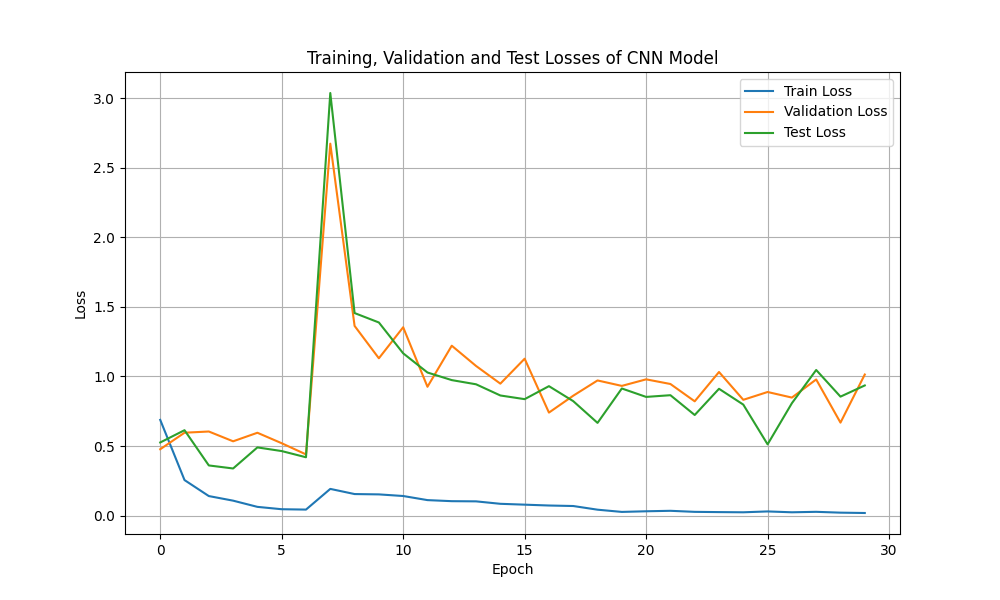 Training, Validation and Test Losses of CNN Model
Train Loss
Validation Loss
Test Loss
3.0
2.5
2.0
1.5
1.0
0.5
0.0
Loss
0 5 10 15 20 25 30
Epoch